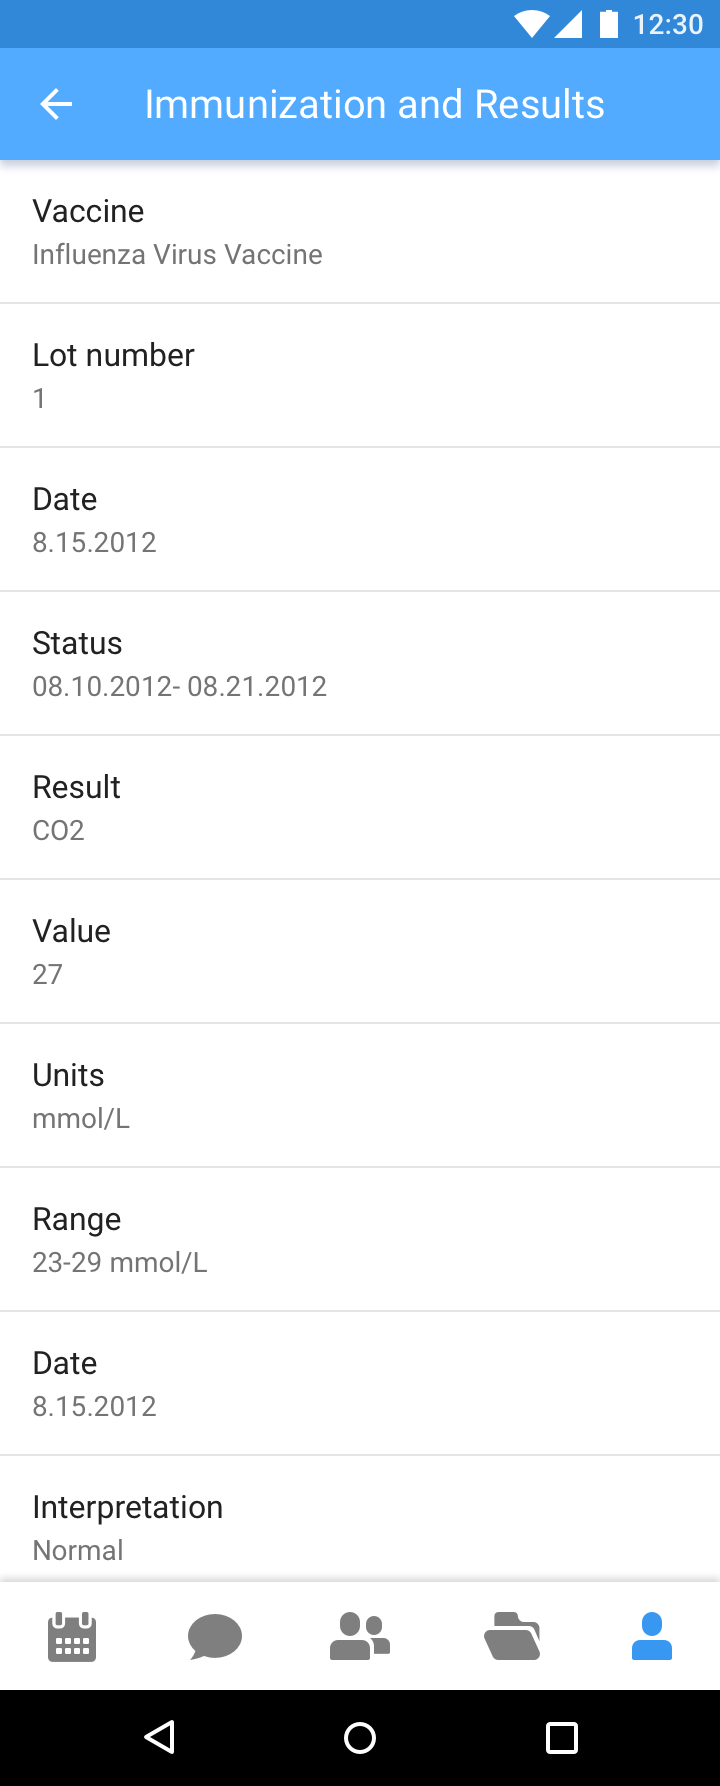 12:30
Immunization and Results
Vaccine
Influenza Virus Vaccine
Lot number
1
Date
8.15.2012
Status
08.10.2012- 08.21.2012
Result
CO2
Value
27
Units
mmol/L
Range
23-29 mmol/L
Date
8.15.2012
Interpretation
Normal